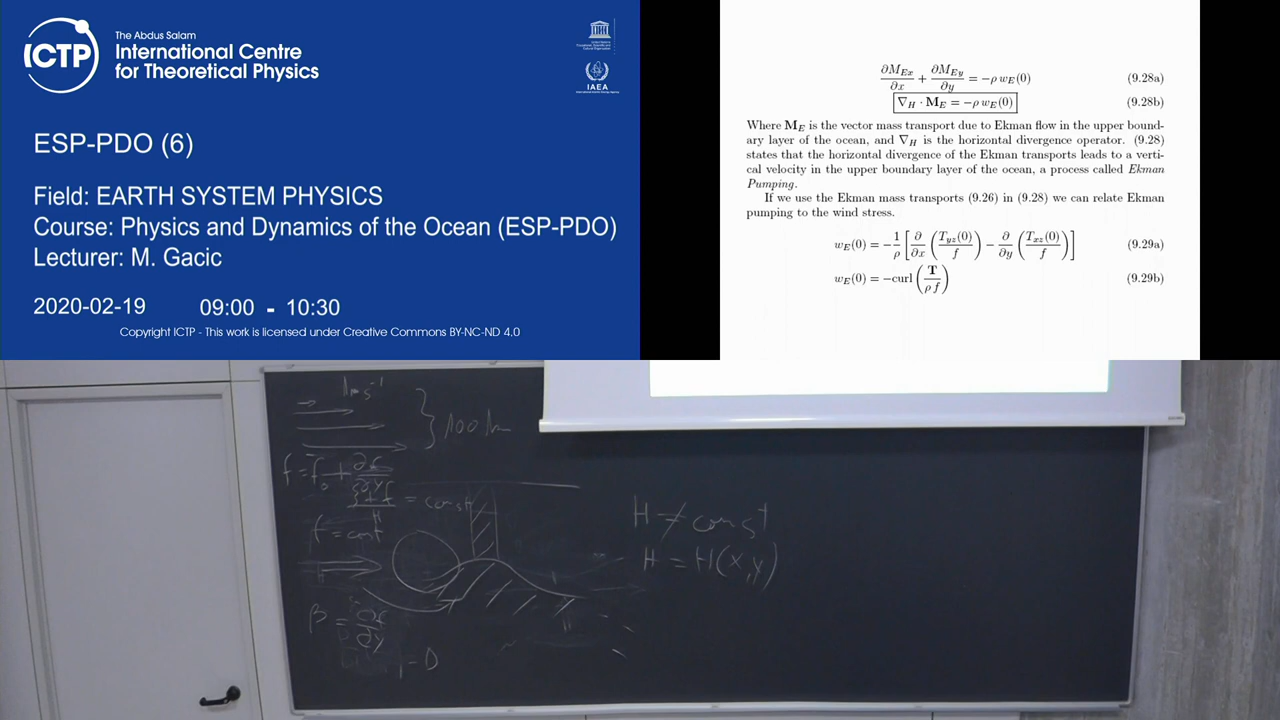 ICTP
The Abdus Salam
International Centre
for Theoretical Physics
IAEA
ESP-PDO (6)
Field: EARTH SYSTEM PHYSICS
Course: Physics and Dynamics of the Ocean (ESP-PDO)
Lecturer: M. Gacic
2020-02-19 09:00 - 10:30
Copyright ICTP - This work is licensed under Creative Commons BY-NC-ND 4.0
∂M_Ex/∂x + ∂M_Ey/∂y = −ρ w_E(0) (9.28a)
∇_H · M_E = −ρ w_E(0) (9.28b)
Where M_E is the vector mass transport due to Ekman flow in the upper bound-
ary layer of the ocean, and ∇_H is the horizontal divergence operator. (9.28)
states that the horizontal divergence of the Ekman transports leads to a verti-
cal velocity in the upper boundary layer of the ocean, a process called Ekman
Pumping.
If we use the Ekman mass transports (9.26) in (9.28) we can relate Ekman
pumping to the wind stress.
w_E(0) = −1/ρ [∂/∂x (T_yz(0)/f) − ∂/∂y (T_xz(0)/f)] (9.29a)
w_E(0) = −curl (T/ρ f) (9.29b)
100 km
= const
f = const
H ≠ const
H = H(x,y)
β = ∂f/∂y